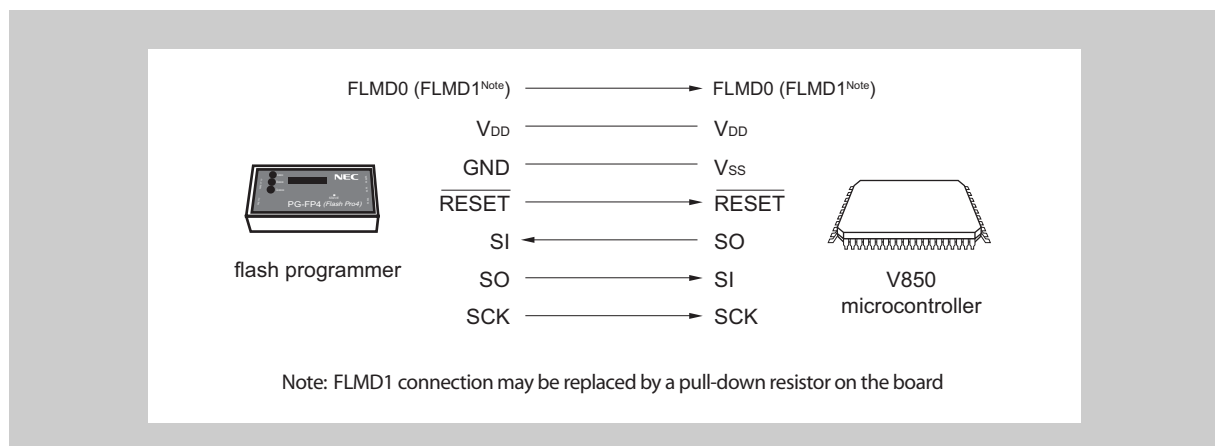 FLMD0 (FLMD1Note) FLMD0 (FLMD1Note)
VDD VDD
GND VSS
RESET RESET
SI SO
SO SI
SCK SCK
NEC
PG-FP4 (Flash Pro4)
flash programmer
V850
microcontroller
Note: FLMD1 connection may be replaced by a pull-down resistor on the board